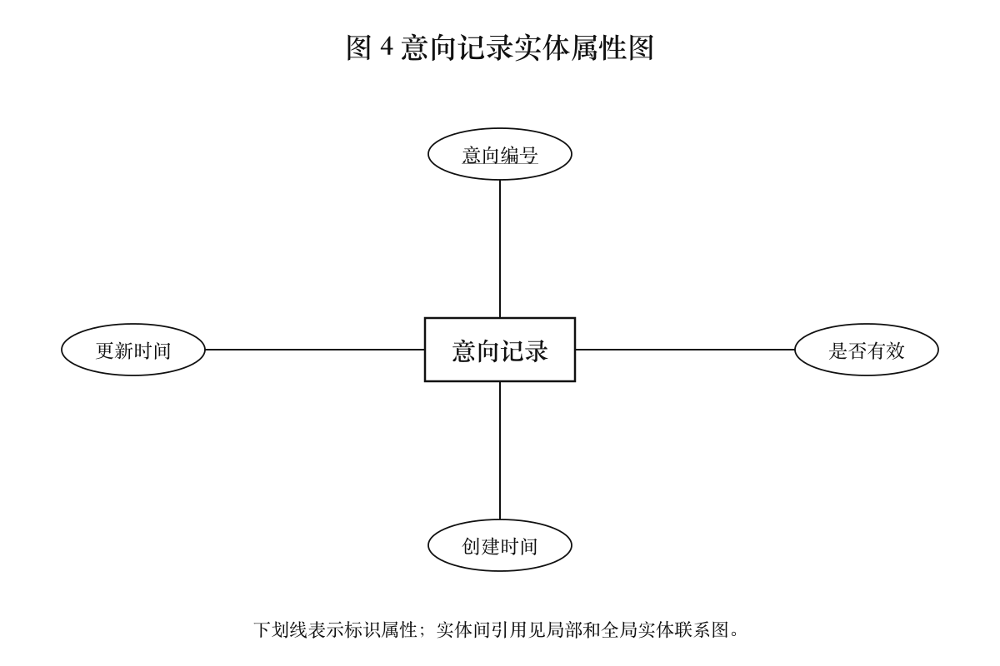 图 4 意向记录实体属性图
意向编号
更新时间
意向记录
是否有效
创建时间
下划线表示标识属性；实体间引用见局部和全局实体联系图。